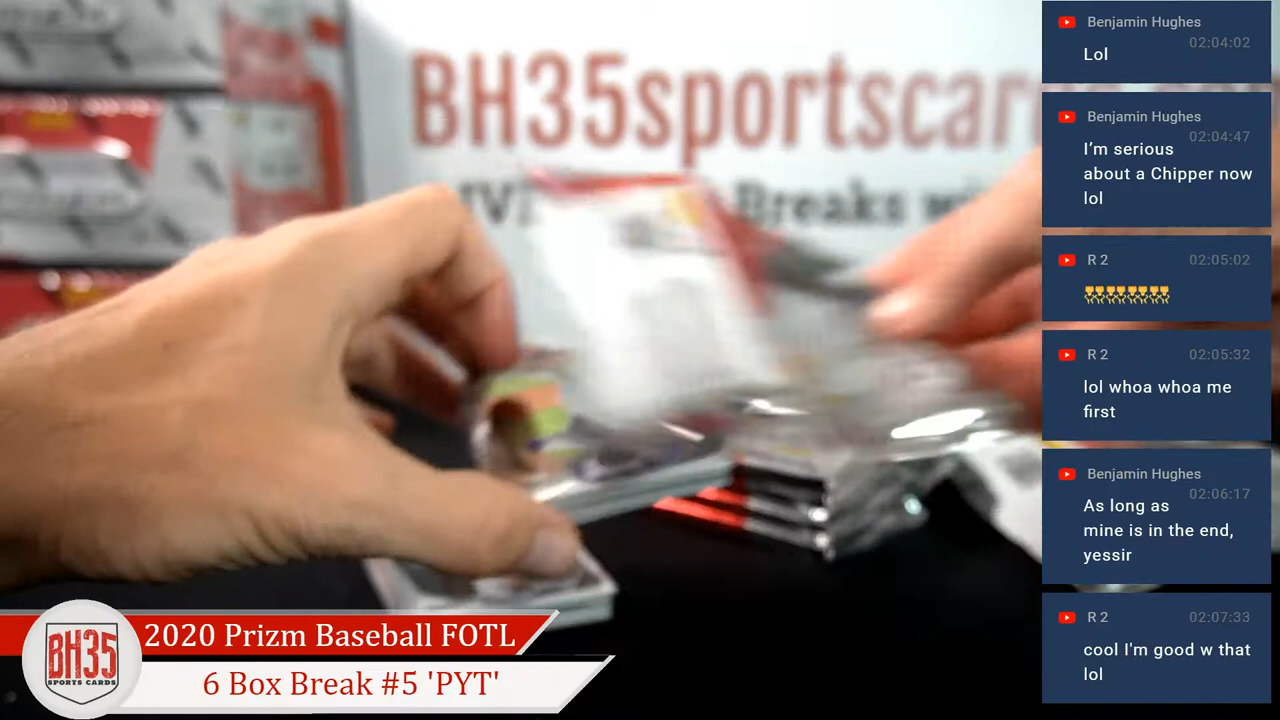 BH35sportscar
Breaks
Benjamin Hughes
02:04:02
Lol
Benjamin Hughes
02:04:47
I’m serious
about a Chipper now
lol
R 2 02:05:02
R 2 02:05:32
lol whoa whoa me
first
Benjamin Hughes
02:06:17
As long as
mine is in the end,
yessir
R 2 02:07:33
cool I'm good w that
lol
BH35
SPORTS CARDS
2020 Prizm Baseball FOTL
6 Box Break #5 'PYT'